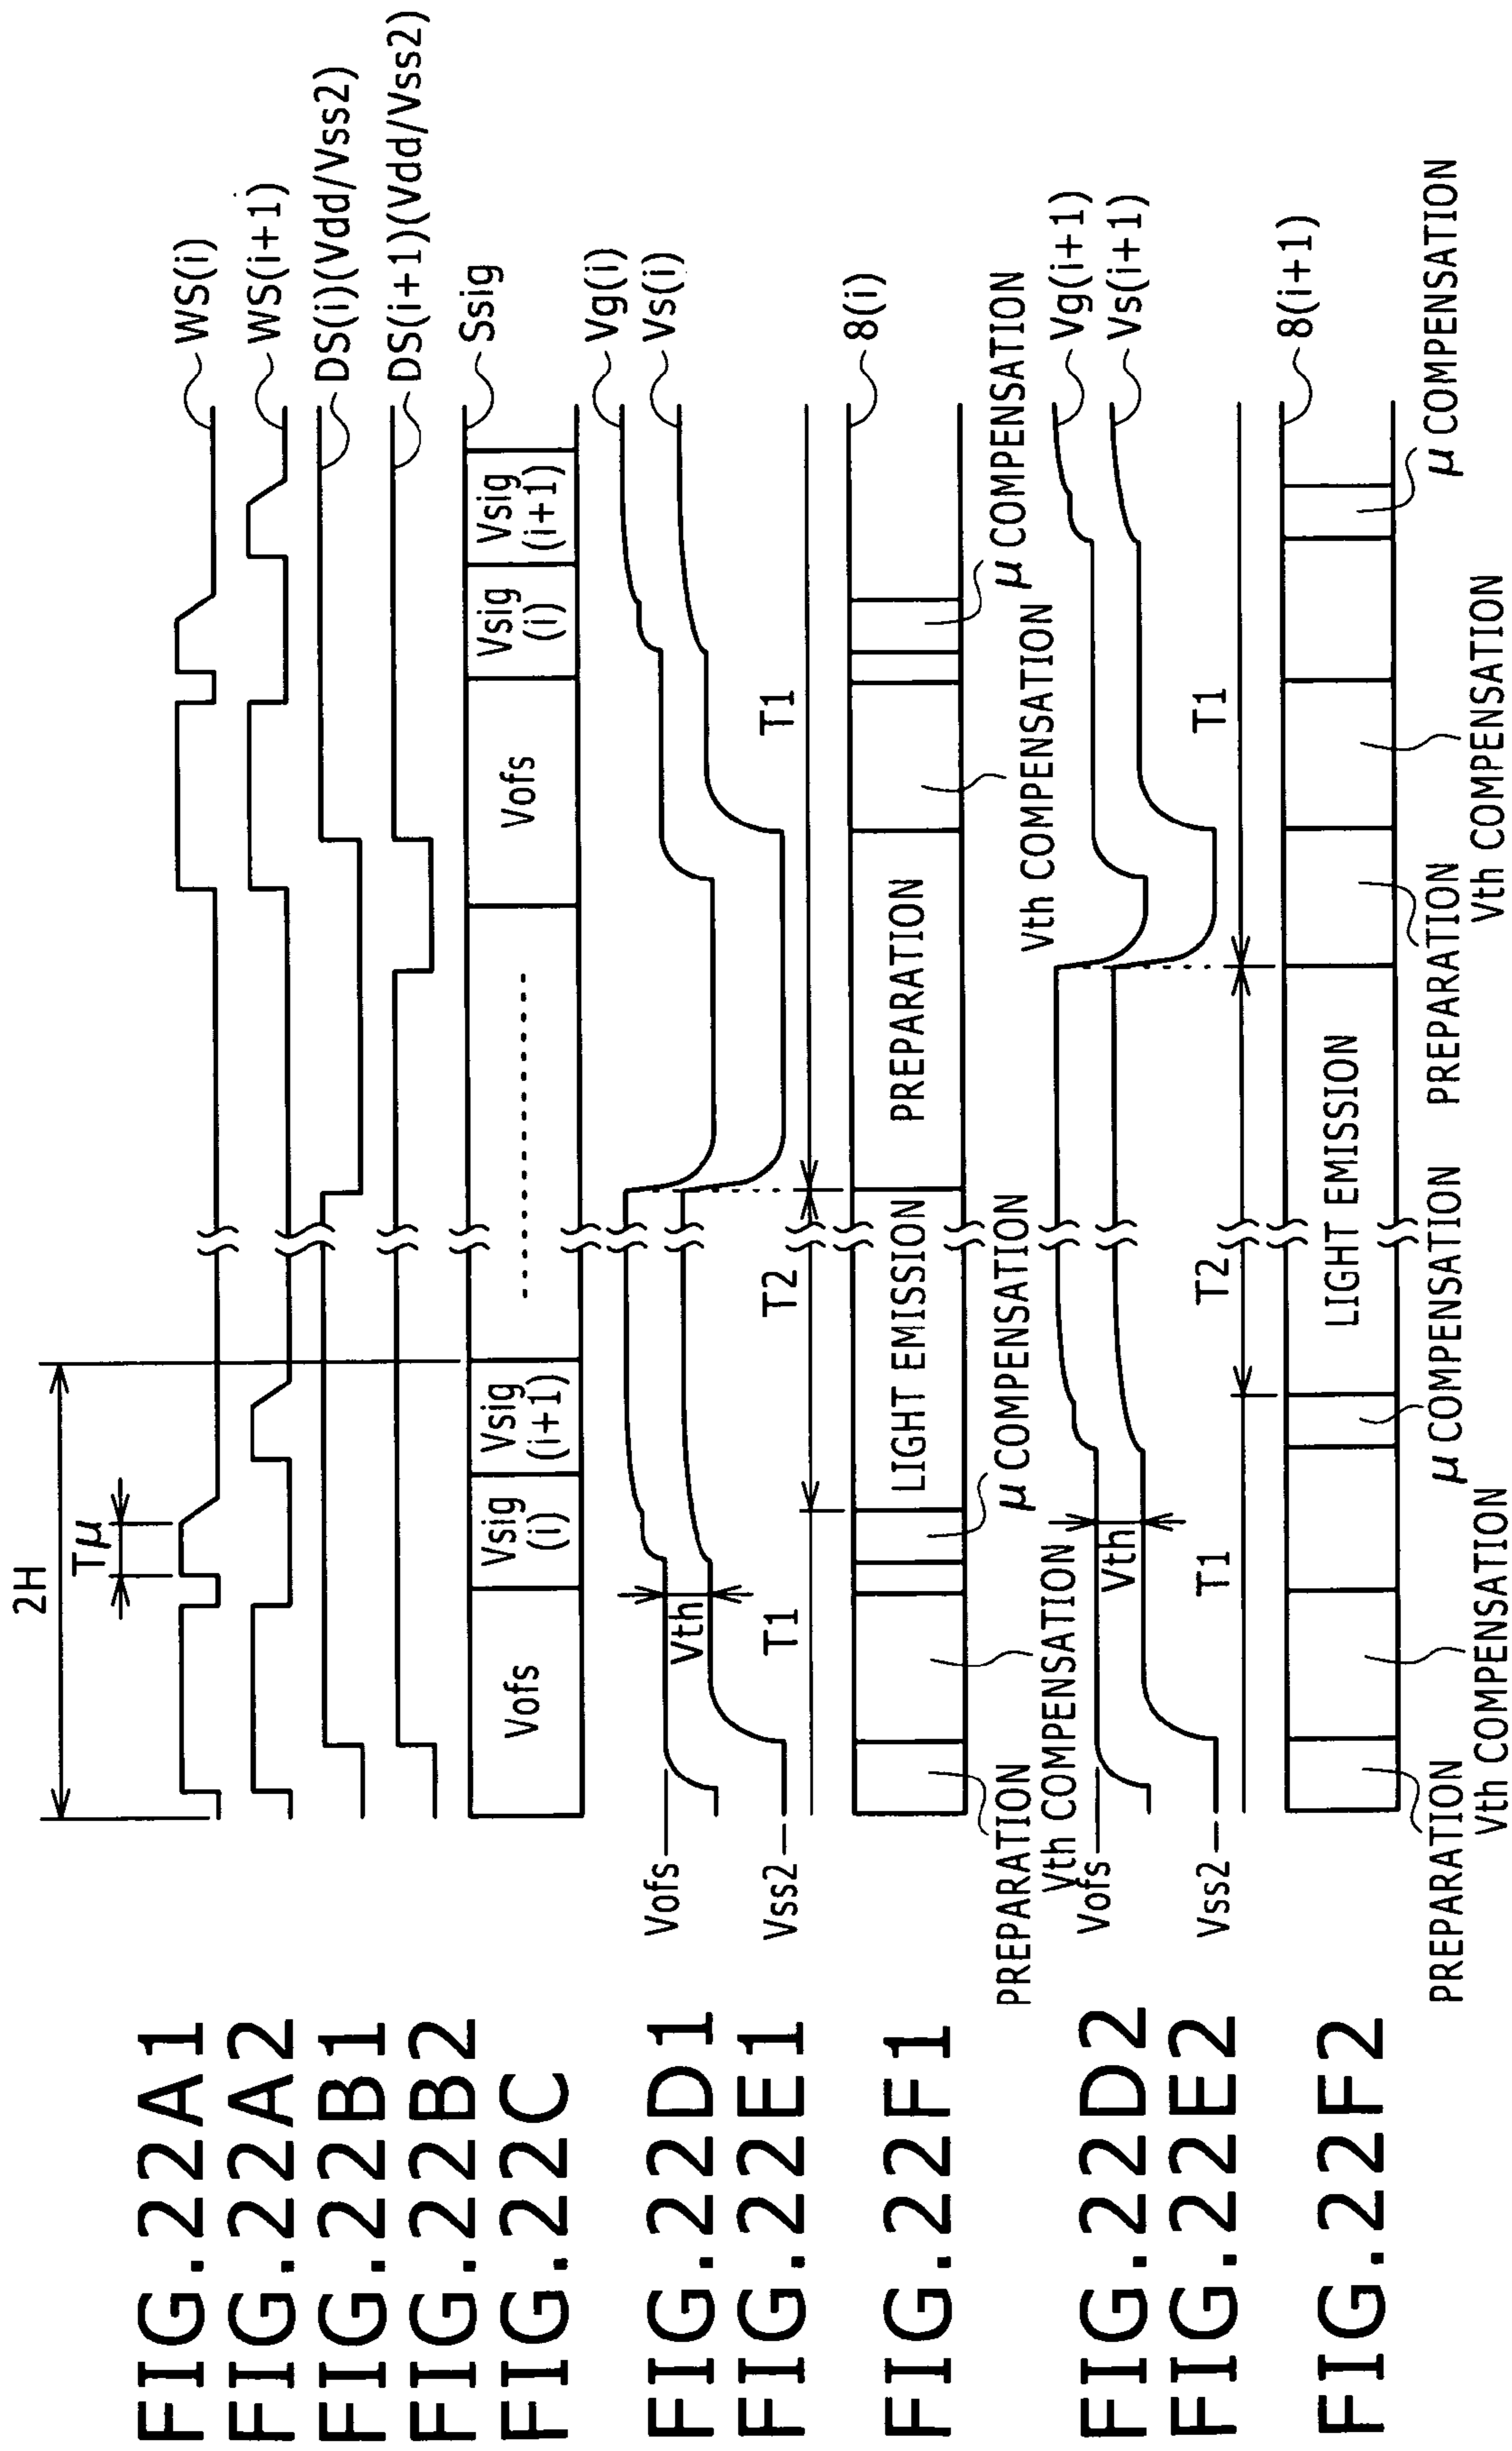 2H
Tμ
FIG.22A1
WS(i)
FIG.22A2
WS(i+1)
FIG.22B1
DS(i)(Vdd/Vss2)
FIG.22B2
DS(i+1)(Vdd/Vss2)
FIG.22C
Vofs
Vsig
(i)
Vsig
(i+1)
Vofs
Vsig
(i)
Vsig
(i+1)
Ssig
FIG.22D1
Vofs
Vth
Vg(i)
FIG.22E1
Vss2
Vs(i)
T1
T2
T1
FIG.22F1
LIGHT EMISSION
PREPARATION
8(i)
PREPARATION
Vth COMPENSATION
μ COMPENSATION
Vth COMPENSATION
μ COMPENSATION
FIG.22D2
Vofs
Vth
Vg(i+1)
FIG.22E2
Vss2
Vs(i+1)
T1
T2
T1
FIG.22F2
LIGHT EMISSION
8(i+1)
PREPARATION
μ COMPENSATION
PREPARATION
μ COMPENSATION
Vth COMPENSATION
Vth COMPENSATION